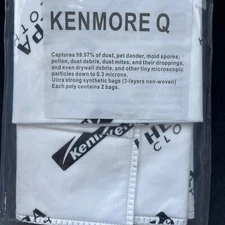 KENMORE Q
Captures 99.97% of dust, pet dander, mold spores,
pollen, dust debris, dust mites, and their droppings,
and even drywall debris, and other tiny microscopic
particles down to 0.3 microns.
Ultra strong synthetic bags (3-layers non-woven)
Each poly contains 2 bags.
Kenmore
HEPA
CLOTH